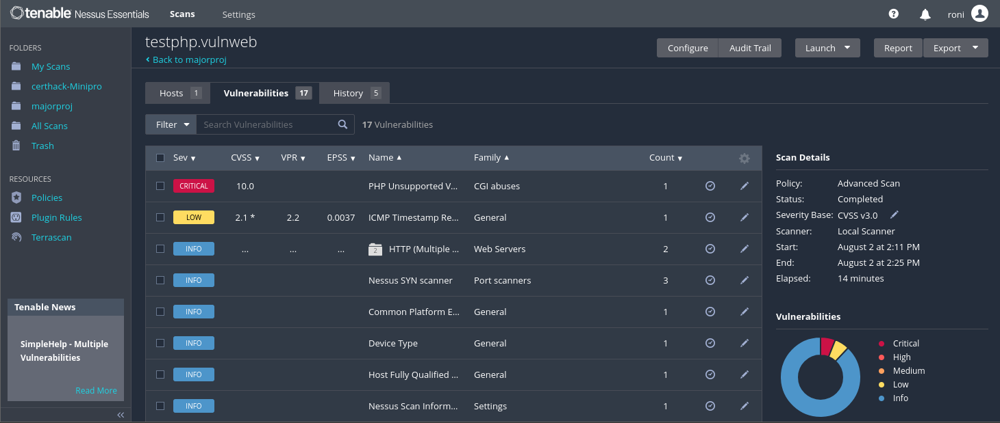 tenable Nessus Essentials Scans Settings roni
FOLDERS
My Scans
certhack-Minipro
majorproj
All Scans
Trash
RESOURCES
Policies
Plugin Rules
Terrascan
Tenable News
SimpleHelp - Multiple
Vulnerabilities
Read More
testphp.vulnweb
Back to majorproj
Configure Audit Trail Launch Report Export
Hosts 1 Vulnerabilities 17 History 5
Filter Search Vulnerabilities 17 Vulnerabilities
Sev CVSS VPR EPSS Name Family Count
CRITICAL 10.0 PHP Unsupported V... CGI abuses 1
LOW 2.1 * 2.2 0.0037 ICMP Timestamp Re... General 1
INFO ... ... ... 2 HTTP (Multiple ... Web Servers 2
INFO Nessus SYN scanner Port scanners 3
INFO Common Platform E... General 1
INFO Device Type General 1
INFO Host Fully Qualified ... General 1
INFO Nessus Scan Inform... Settings 1
Scan Details
Policy: Advanced Scan
Status: Completed
Severity Base: CVSS v3.0
Scanner: Local Scanner
Start: August 2 at 2:11 PM
End: August 2 at 2:25 PM
Elapsed: 14 minutes
Vulnerabilities
Critical
High
Medium
Low
Info